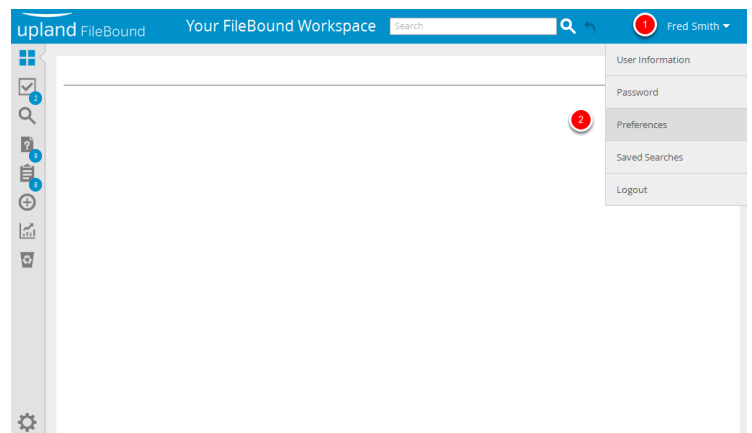 upland FileBound
Your FileBound Workspace
Search
1
Fred Smith
User Information
2
Password
2
Preferences
9
Saved Searches
8
Logout